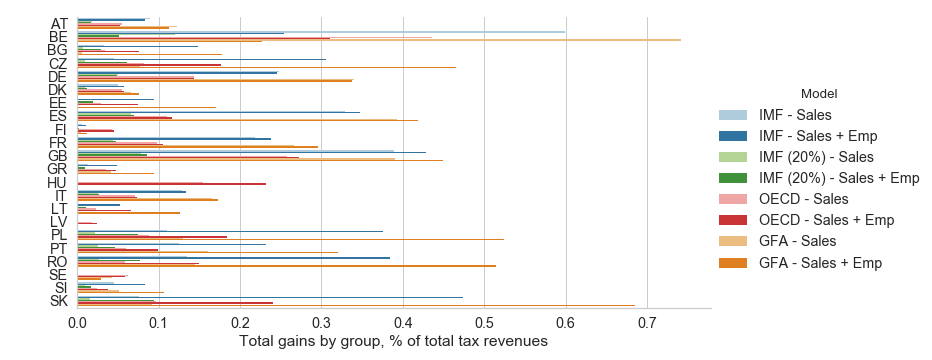 AT
BE
BG
CZ
DE
DK
EE
ES
FI
FR
GB
GR
HU
IT
LT
LV
PL
PT
RO
SE
SI
SK
0.0 0.1 0.2 0.3 0.4 0.5 0.6 0.7
Total gains by group, % of total tax revenues
Model
IMF - Sales
IMF - Sales + Emp
IMF (20%) - Sales
IMF (20%) - Sales + Emp
OECD - Sales
OECD - Sales + Emp
GFA - Sales
GFA - Sales + Emp